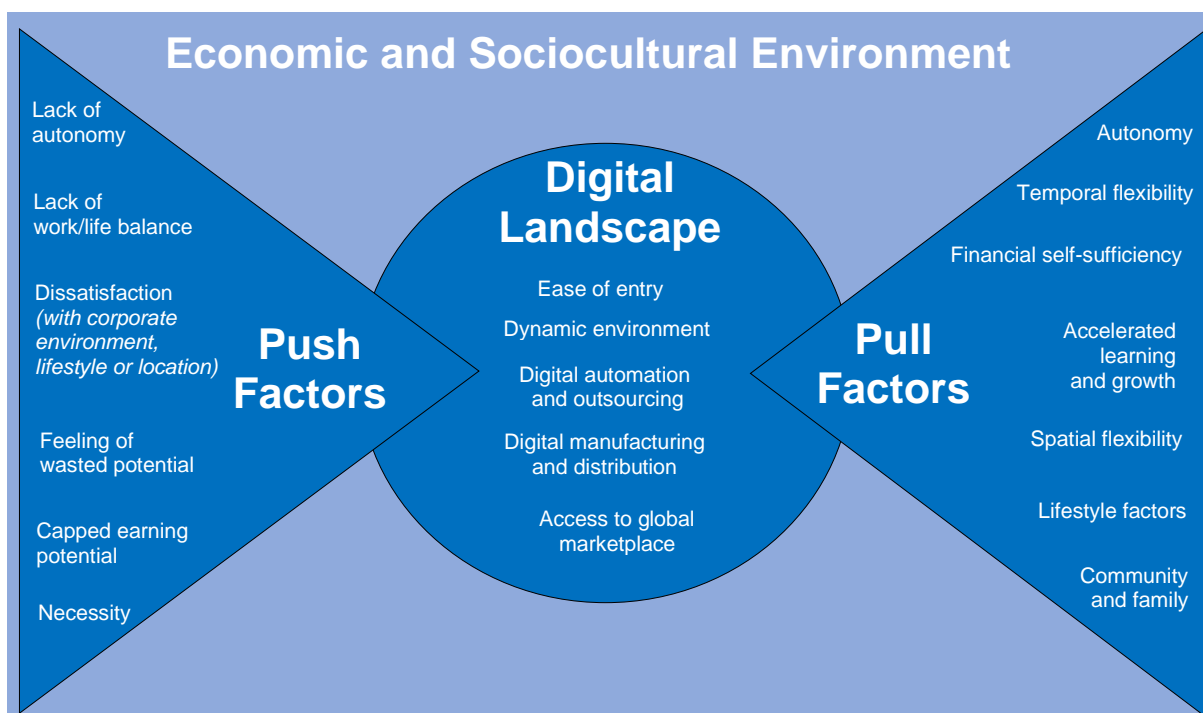 Economic and Sociocultural Environment
Lack of
autonomy
Lack of
work/life balance
Dissatisfaction
(with corporate
environment,
lifestyle or location)
Feeling of
wasted potential
Capped earning
potential
Necessity
Push
Factors
Digital
Landscape
Ease of entry
Dynamic environment
Digital automation
and outsourcing
Digital manufacturing
and distribution
Access to global
marketplace
Pull
Factors
Autonomy
Temporal flexibility
Financial self-sufficiency
Accelerated
learning
and growth
Spatial flexibility
Lifestyle factors
Community
and family